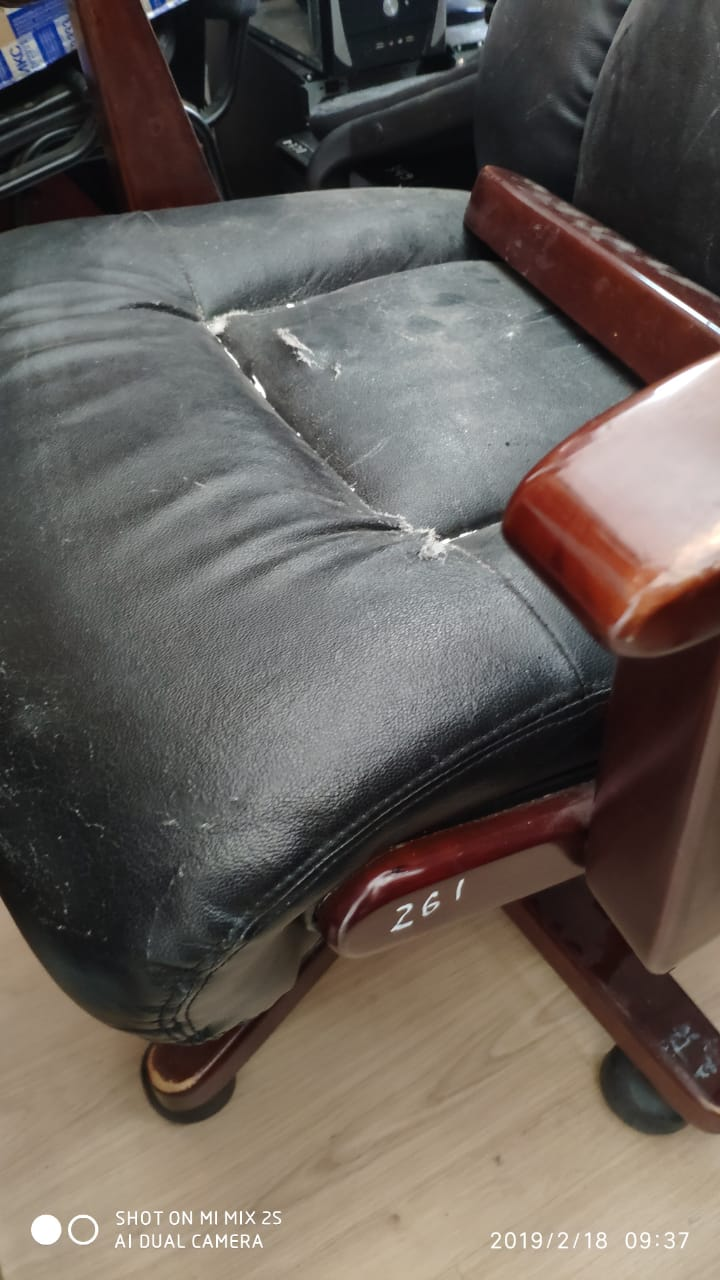 261
SHOT ON MI MIX 2S
AI DUAL CAMERA
2019/2/18 09:37